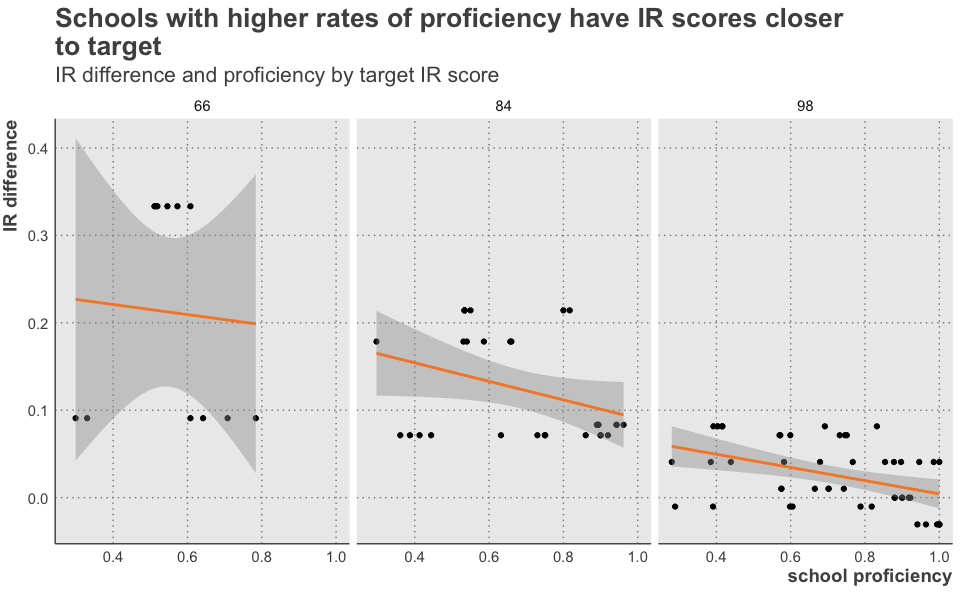 Schools with higher rates of proficiency have IR scores closer
to target
IR difference and proficiency by target IR score
66
84
98
IR difference
0.4
0.3
0.2
0.1
0.0
0.4 0.6 0.8 1.0
0.4 0.6 0.8 1.0
0.4 0.6 0.8 1.0
school proficiency